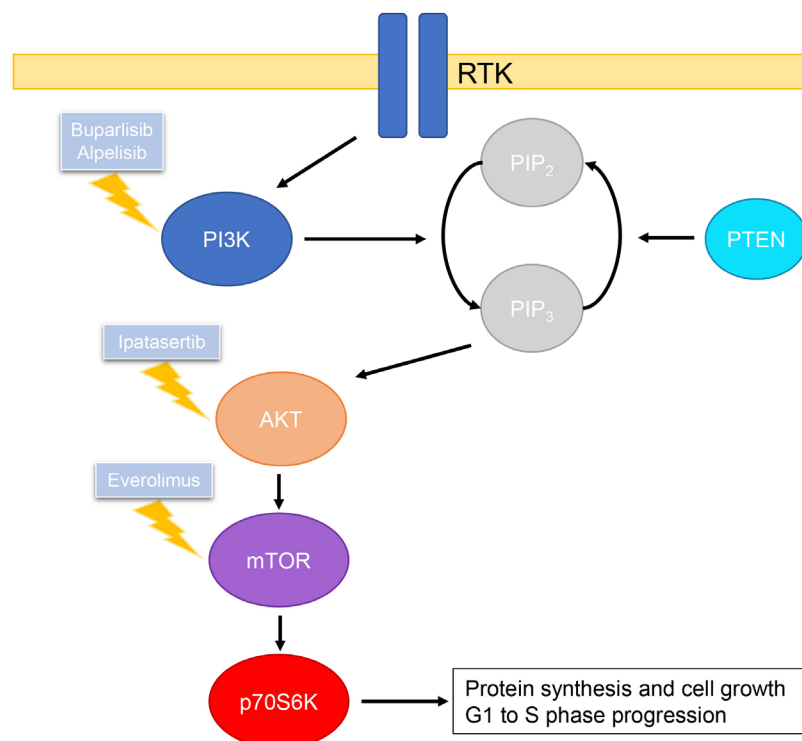 RTK
Buparlisib
Alpelisib
PIP₂
PI3K
PTEN
PIP₃
Ipatasertib
AKT
Everolimus
mTOR
p70S6K
Protein synthesis and cell growth
G1 to S phase progression